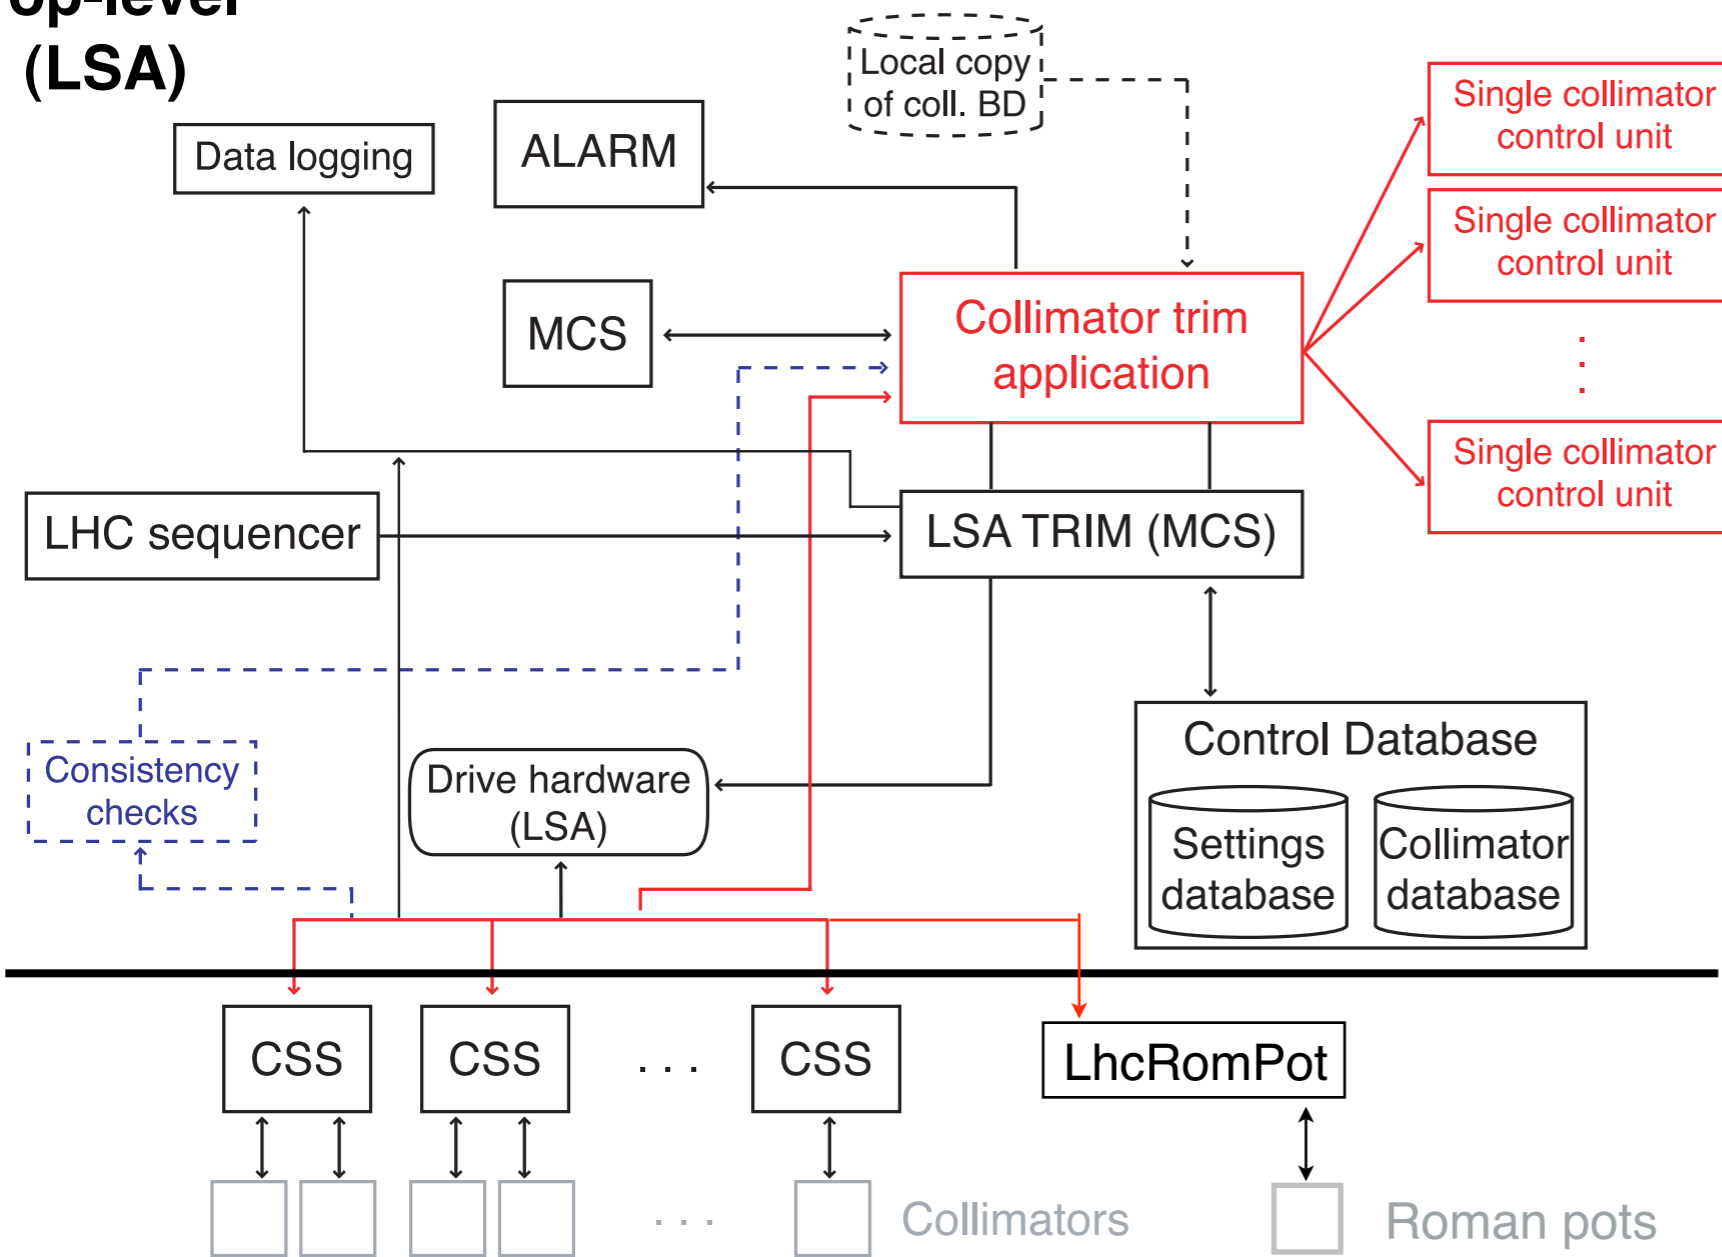 op-level
(LSA)
Local copy
of coll. BD
Single collimator
control unit
Data logging
ALARM
Single collimator
control unit
MCS
Collimator trim
application
Single collimator
control unit
LHC sequencer
LSA TRIM (MCS)
Consistency
checks
Drive hardware
(LSA)
Control Database
Settings
database
Collimator
database
CSS
CSS
. . .
CSS
LhcRomPot
. . .
Collimators
Roman pots